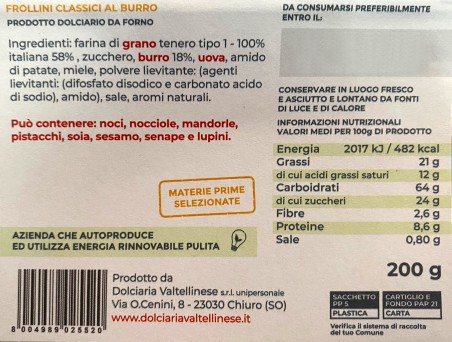 FROLLINI CLASSICI AL BURRO
PRODOTTO DOLCIARIO DA FORNO
Ingredienti: farina di grano tenero tipo 1 - 100%
italiana 58% , zucchero, burro 18%, uova, amido
di patate, miele, polvere lievitante: (agenti
lievitanti: (difosfato disodico e carbonato acido
di sodio), amido), sale, aromi naturali.
Può contenere: noci, nocciole, mandorle,
pistacchi, soia, sesamo, senape e lupini.
MATERIE PRIME
SELEZIONATE
AZIENDA CHE AUTOPRODUCE
ED UTILIZZA ENERGIA RINNOVABILE PULITA
Prodotto da
Dolciaria Valtellinese s.r.l. unipersonale
Via O.Cenini, 8 - 23030 Chiuro (SO)
www.dolciariavaltellinese.it
8 004989 025520
DA CONSUMARSI PREFERIBILMENTE
ENTRO IL:
CONSERVARE IN LUOGO FRESCO
E ASCIUTTO E LONTANO DA FONTI
DI LUCE E DI CALORE
INFORMAZIONI NUTRIZIONALI
VALORI MEDI PER 100g DI PRODOTTO
Energia 2017 kJ / 482 kcal
Grassi 21 g
di cui acidi grassi saturi 12 g
Carboidrati 64 g
di cui zuccheri 24 g
Fibre 2,6 g
Proteine 8,6 g
Sale 0,80 g
200 g
SACCHETTO
PP 5
PLASTICA
CARTIGLIO E
FONDO PAP 21
CARTA
Verifica il sistema di raccolta
del tuo Comune